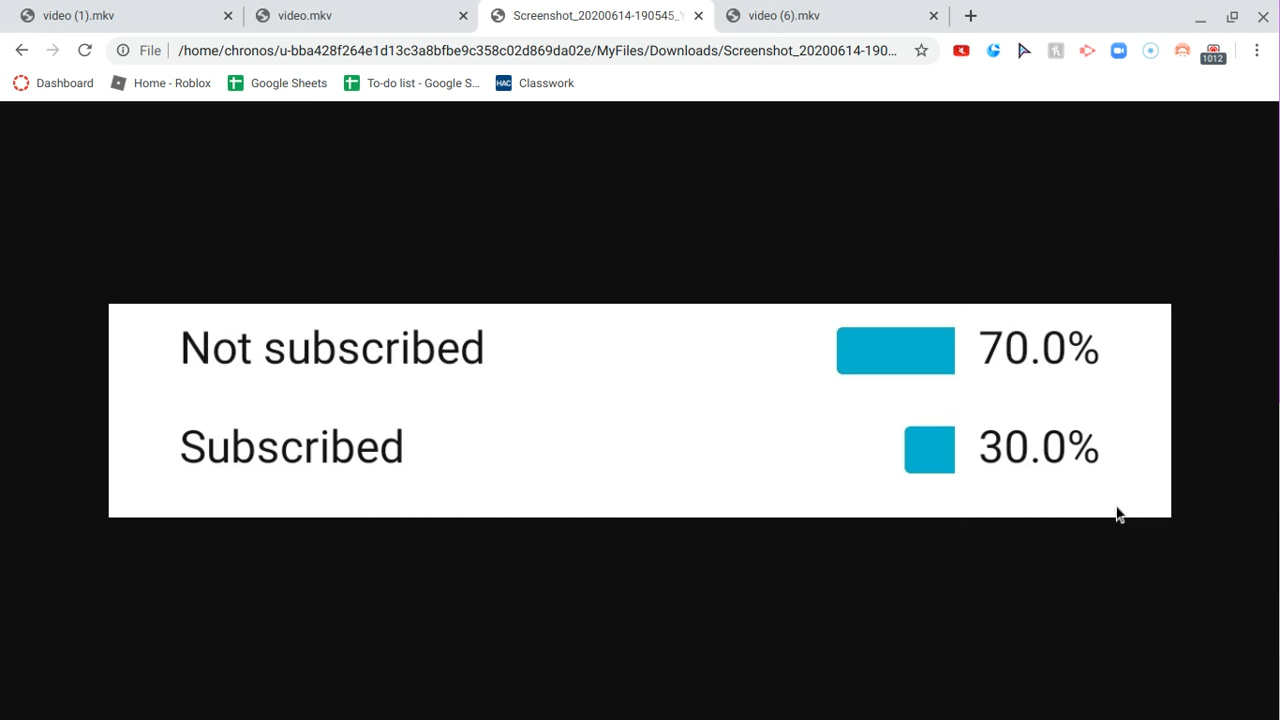 video (1).mkv
video.mkv
Screenshot_20200614-190545_Y
video (6).mkv
File
/home/chronos/u-bba428f264e1d13c3a8bfbe9c358c02d869da02e/MyFiles/Downloads/Screenshot_20200614-190...
1012
Dashboard
Home - Roblox
Google Sheets
To-do list - Google S...
HAC
Classwork
Not subscribed 70.0%
Subscribed 30.0%